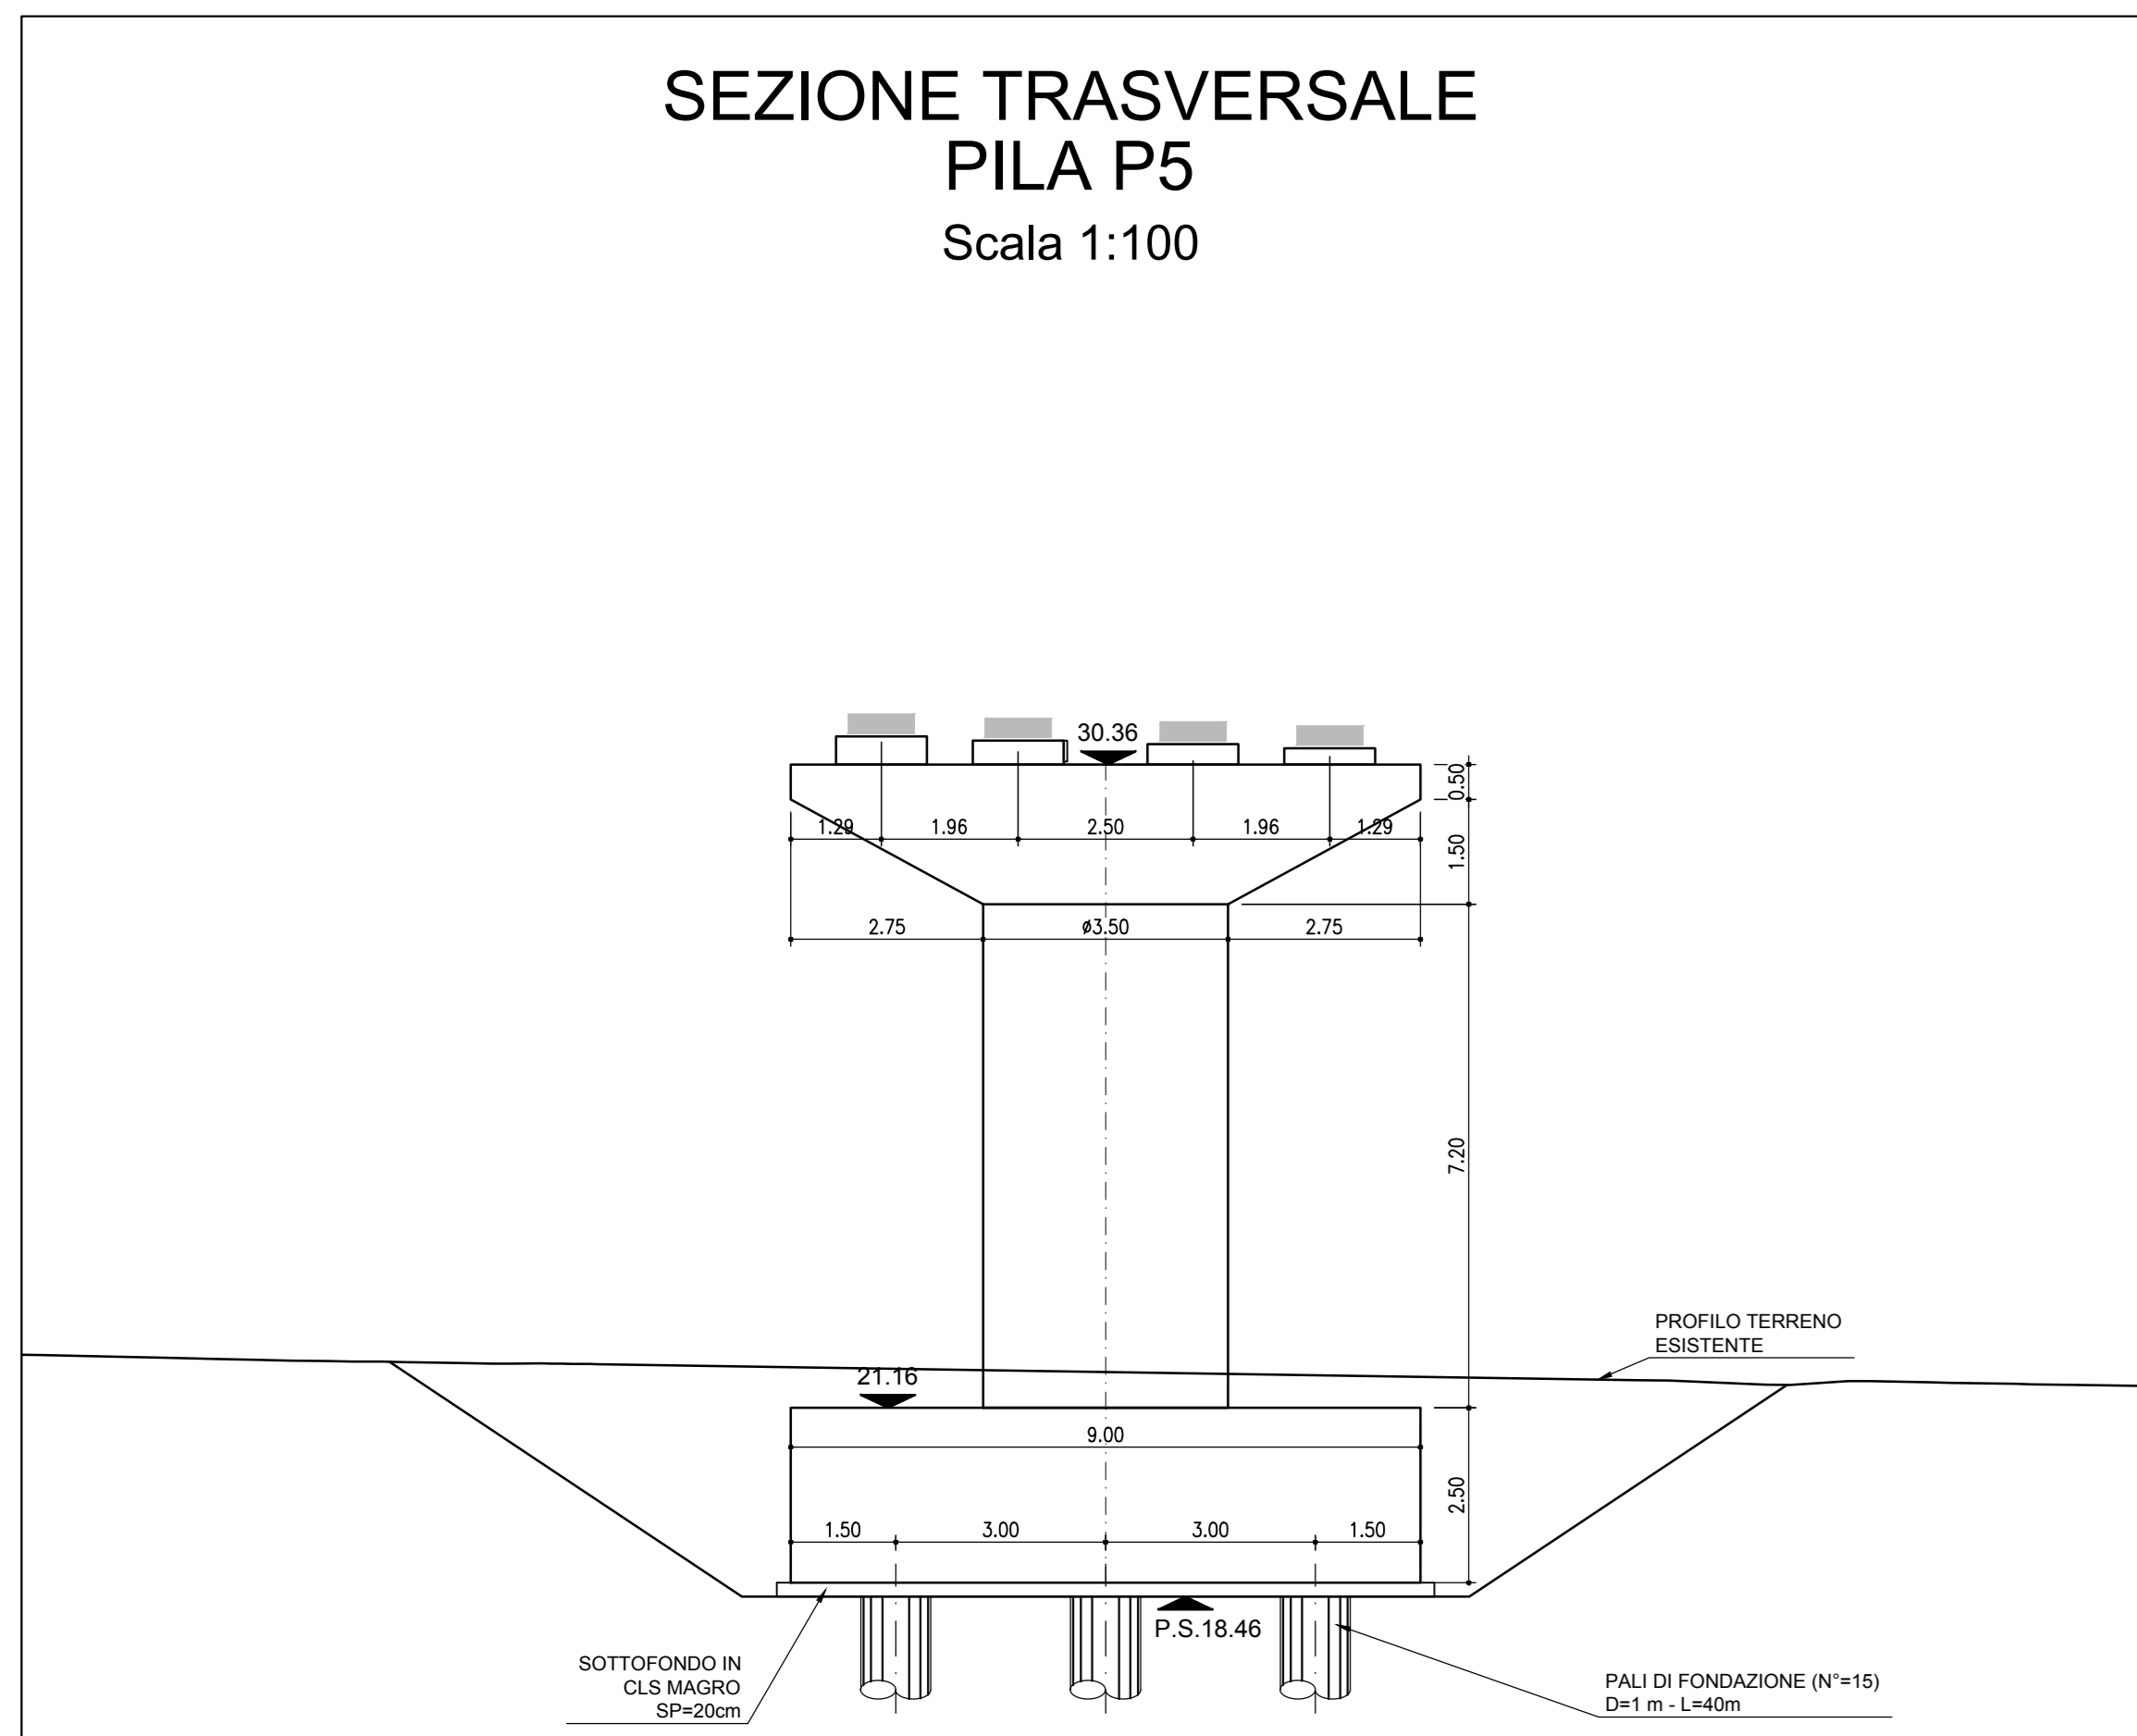 SEZIONE TRASVERSALE
PILA P5
Scala 1:100
30.36
0.50
1.29 1.96 2.50 1.96 1.29
1.50
2.75 ø3.50 2.75
7.20
PROFILO TERRENO
ESISTENTE
21.16
9.00
2.50
1.50 3.00 3.00 1.50
P.S.18.46
SOTTOFONDO IN
CLS MAGRO
SP=20cm
PALI DI FONDAZIONE (N°=15)
D=1 m - L=40m